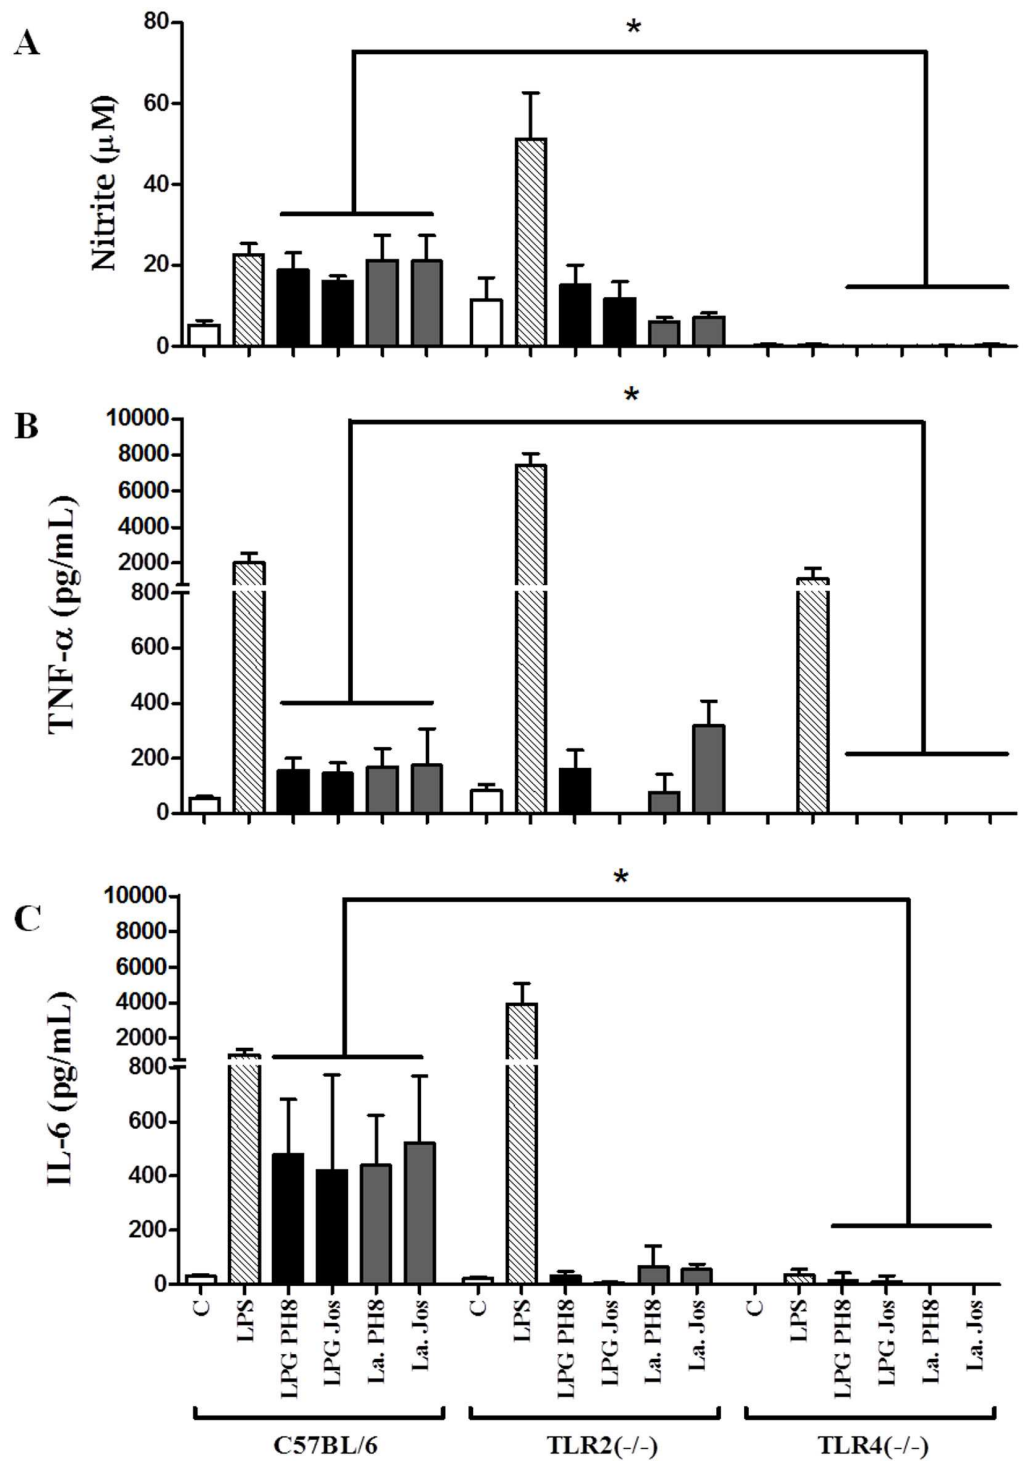 A
Nitrite (µM)
80
60
40
20
0
*
B
TNF-α (pg/mL)
10000
8000
6000
4000
2000
800
600
400
200
0
*
C
IL-6 (pg/mL)
10000
8000
6000
4000
2000
800
600
400
200
0
*
C
LPS
LPG PH8
LPG Jos
La. PH8
La. Jos
C
LPS
LPG PH8
LPG Jos
La. PH8
La. Jos
C
LPS
LPG PH8
LPG Jos
La. PH8
La. Jos
C57BL/6
TLR2(-/-)
TLR4(-/-)